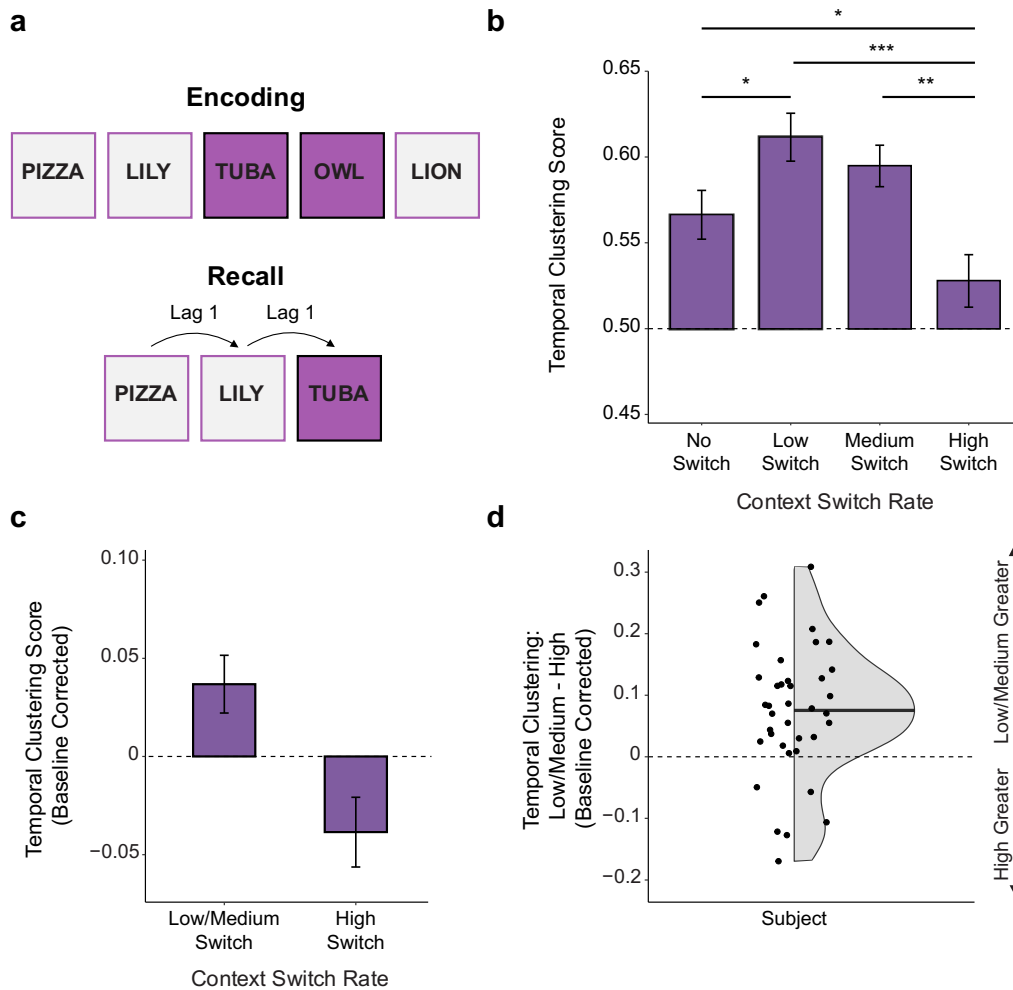 a
Encoding
PIZZA LILY TUBA OWL LION
Recall
Lag 1 Lag 1
PIZZA LILY TUBA
b
*
***
* **
Temporal Clustering Score
0.65
0.60
0.55
0.50
0.45
No Switch
Low Switch
Medium Switch
High Switch
Context Switch Rate
c
Temporal Clustering Score
(Baseline Corrected)
0.10
0.05
0
−0.05
Low/Medium Switch
High Switch
Context Switch Rate
d
Temporal Clustering:
Low/Medium - High
(Baseline Corrected)
0.3
0.2
0.1
0
−0.1
−0.2
Subject
Low/Medium Greater
High Greater